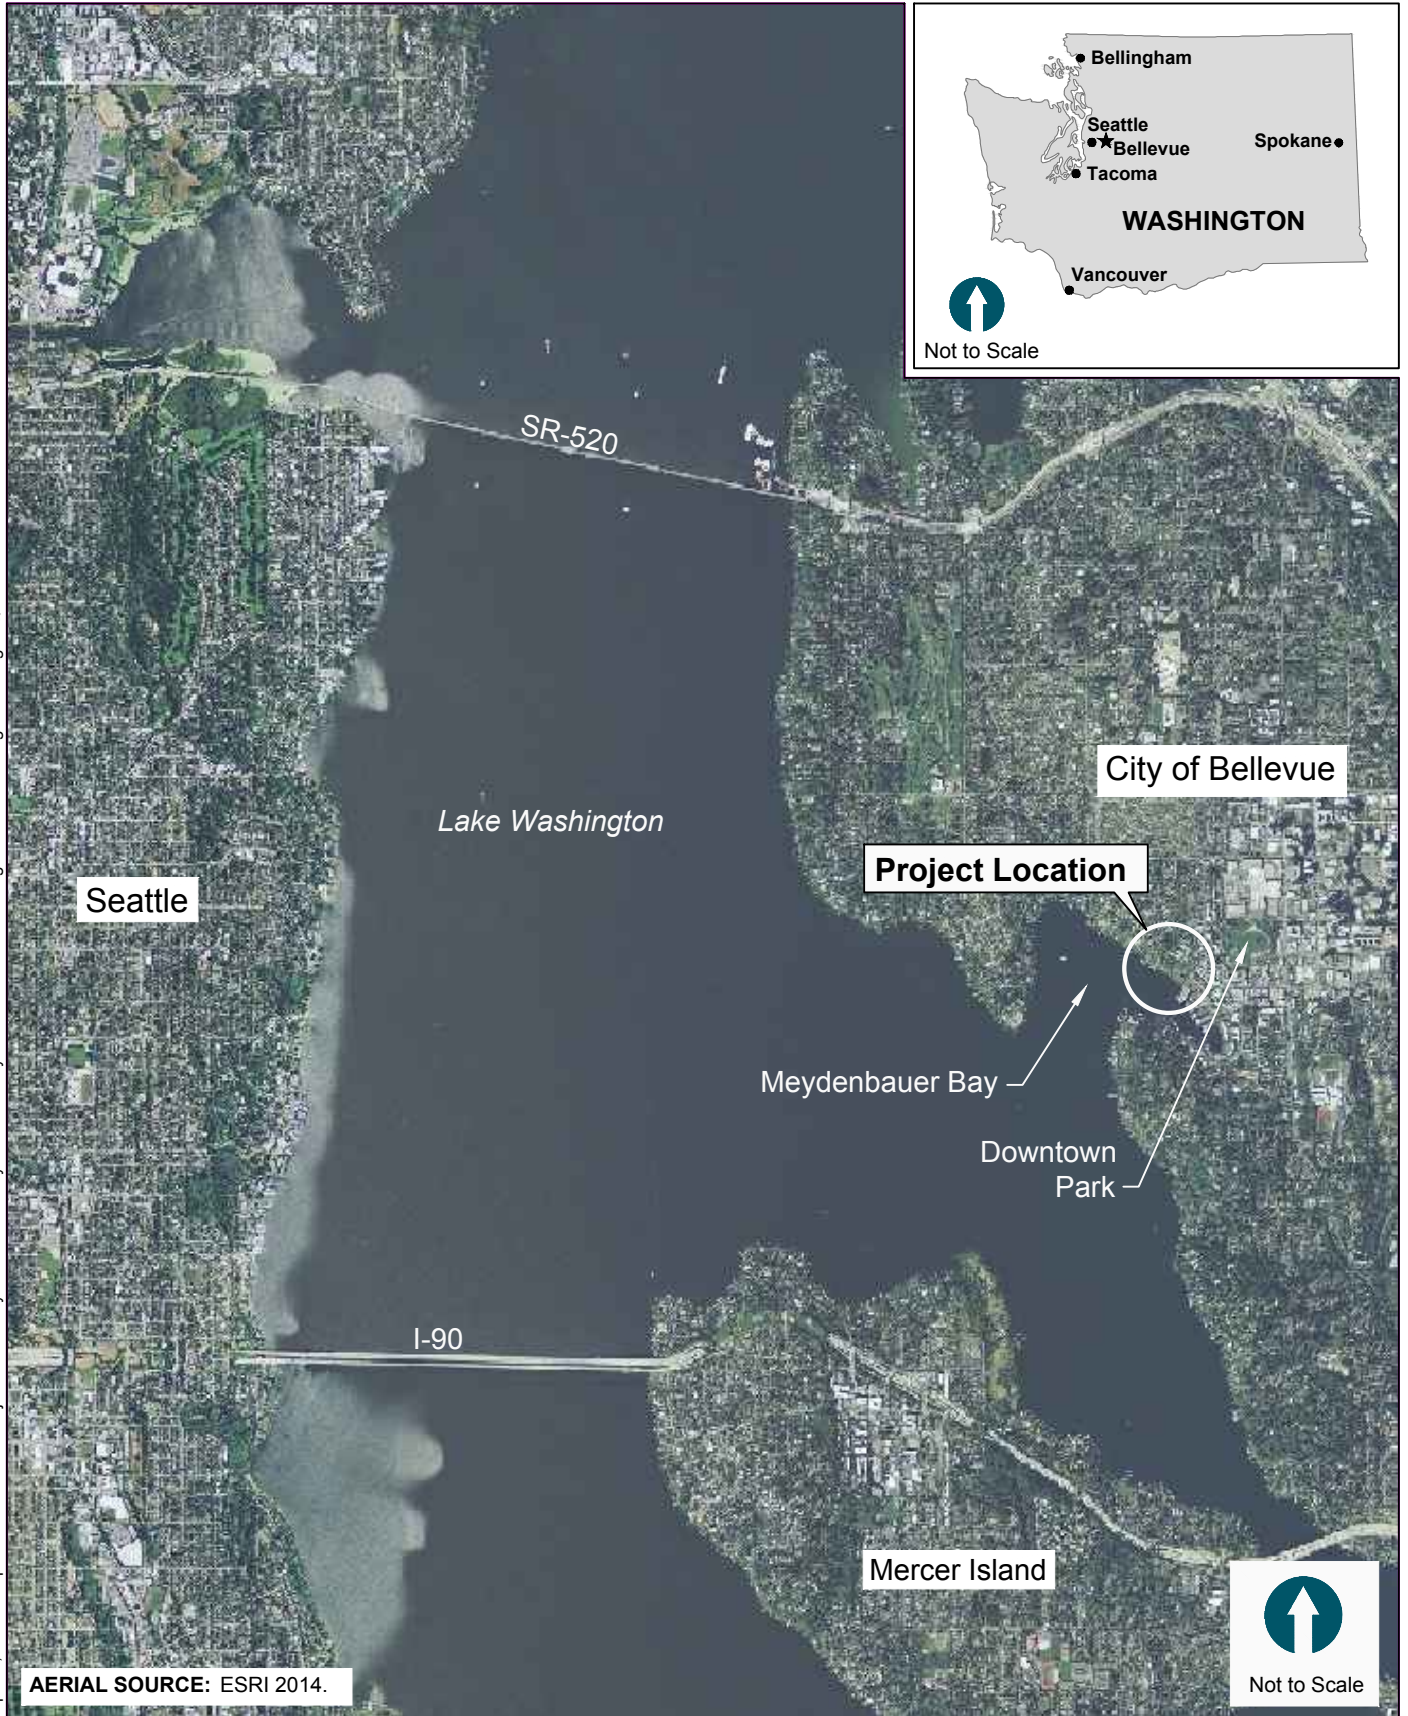 Bellingham
Seattle
Bellevue
Spokane
Tacoma
WASHINGTON
Vancouver
Not to Scale
SR-520
City of Bellevue
Lake Washington
Project Location
Seattle
Meydenbauer Bay
Downtown
Park
I-90
Mercer Island
AERIAL SOURCE: ESRI 2014.
Not to Scale